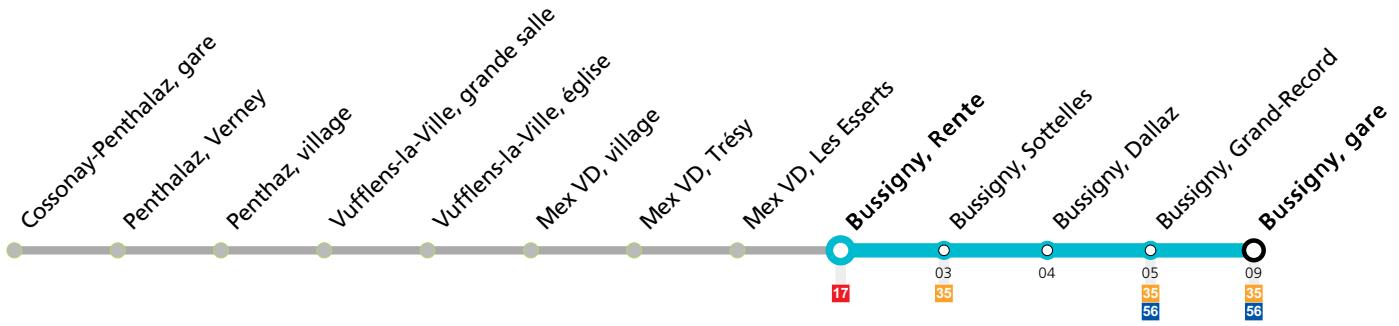 Cossonay-Penthalaz, gare
Penthalaz, Verney
Penthaz, village
Vufflens-la-Ville, grande salle
Vufflens-la-Ville, église
Mex VD, village
Mex VD, Trésy
Mex VD, Les Esserts
Bussigny, Rente
Bussigny, Sottelles
Bussigny, Dallaz
Bussigny, Grand-Record
Bussigny, gare
03 04 05 09
17 35 35 35
56 56